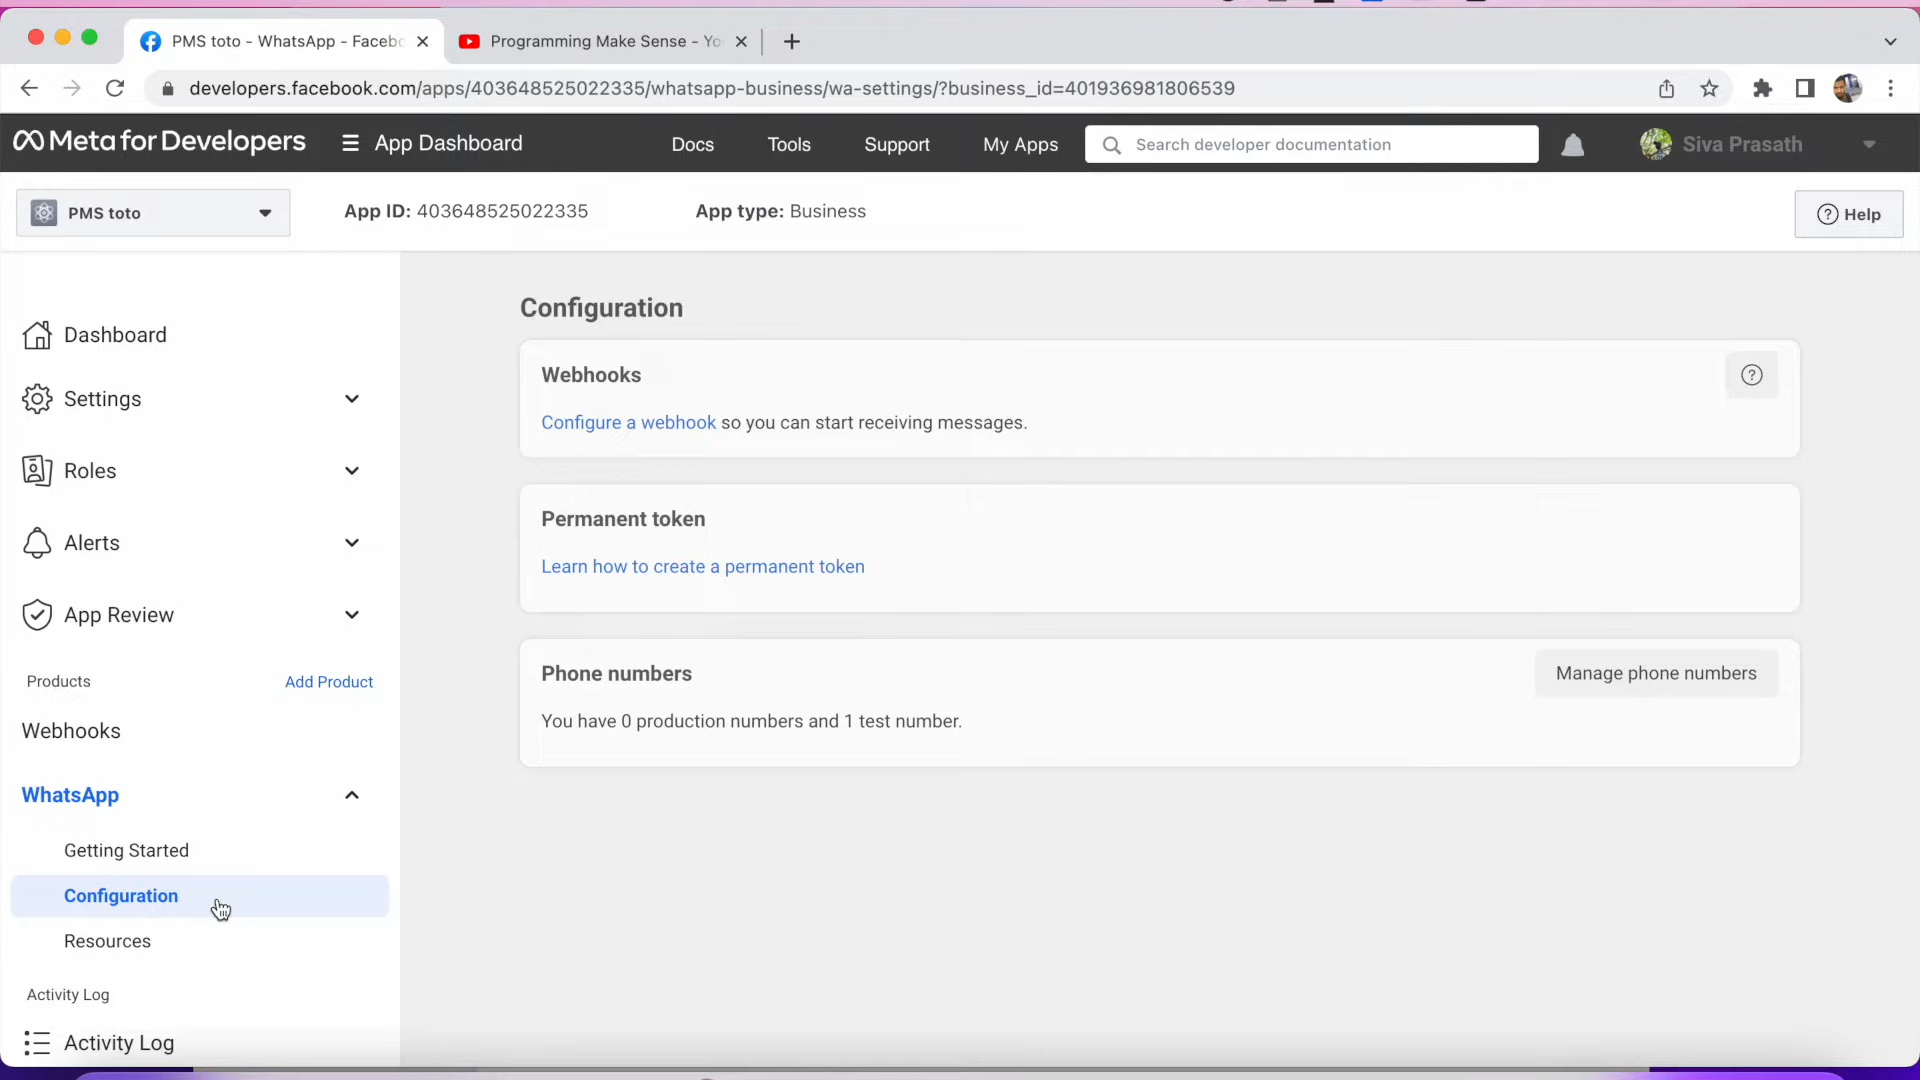 PMS toto - WhatsApp - Facebo
Programming Make Sense - Yo
developers.facebook.com/apps/403648525022335/whatsapp-business/wa-settings/?business_id=401936981806539
Meta for Developers
App Dashboard
Docs
Tools
Support
My Apps
Search developer documentation
Siva Prasath
PMS toto
App ID: 403648525022335
App type: Business
Help
Dashboard
Settings
Roles
Alerts
App Review
Products
Add Product
Webhooks
WhatsApp
Getting Started
Configuration
Resources
Activity Log
Activity Log
Configuration
Webhooks
Configure a webhook so you can start receiving messages.
Permanent token
Learn how to create a permanent token
Phone numbers
Manage phone numbers
You have 0 production numbers and 1 test number.